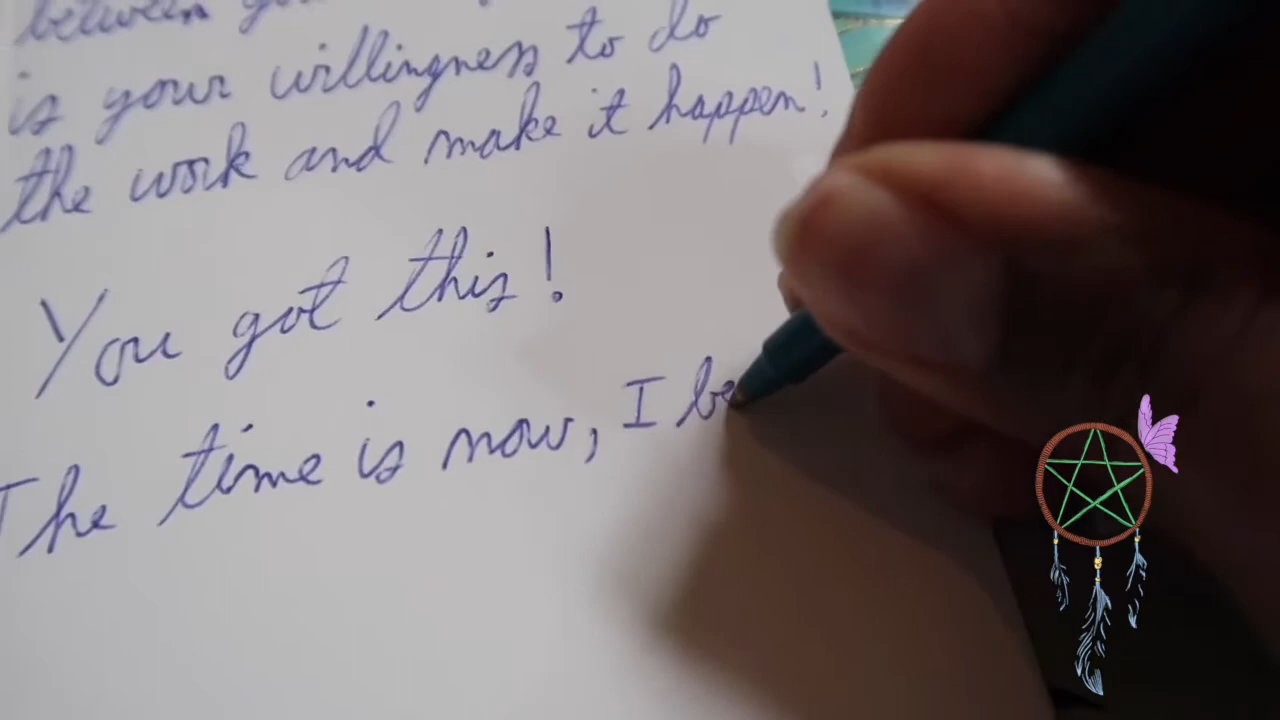 between
is your willingness to do
the work and make it happen!
You got this!
The time is now, I be